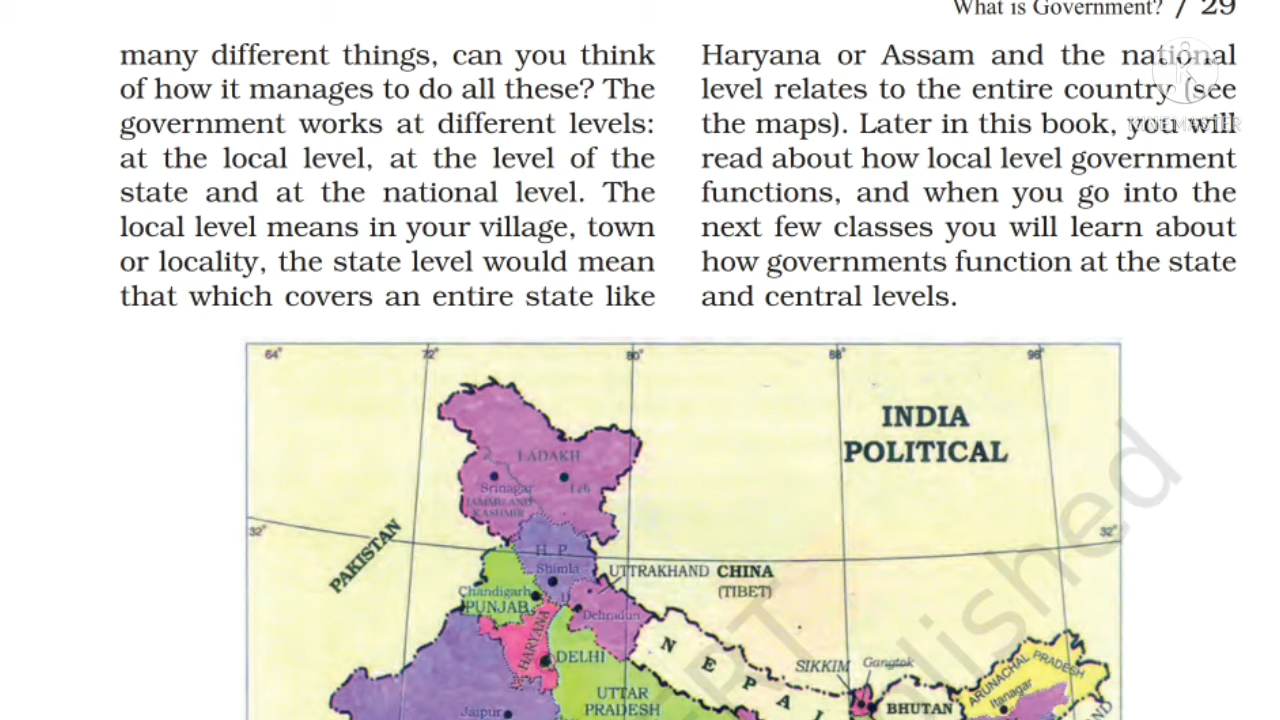 What is Government? / 29
many different things, can you think
of how it manages to do all these? The
government works at different levels:
at the local level, at the level of the
state and at the national level. The
local level means in your village, town
or locality, the state level would mean
that which covers an entire state like
Haryana or Assam and the national
level relates to the entire country (see
the maps). Later in this book, you will
read about how local level government
functions, and when you go into the
next few classes you will learn about
how governments function at the state
and central levels.
KINEMASTER
64° 72° 80° 88° 96°
INDIA
POLITICAL
LADAKH
Srinagar Leh
JAMMU AND
KASHMIR
32° 32°
PAKISTAN
H. P.
Shimla
UTTRAKHAND CHINA
(TIBET)
Chandigarh
PUNJAB
Dehradun
HARYANA
DELHI
NEPAL
SIKKIM Gangtok
ARUNACHAL PRADESH
Itanagar
UTTAR
PRADESH
BHUTAN
Jaipur